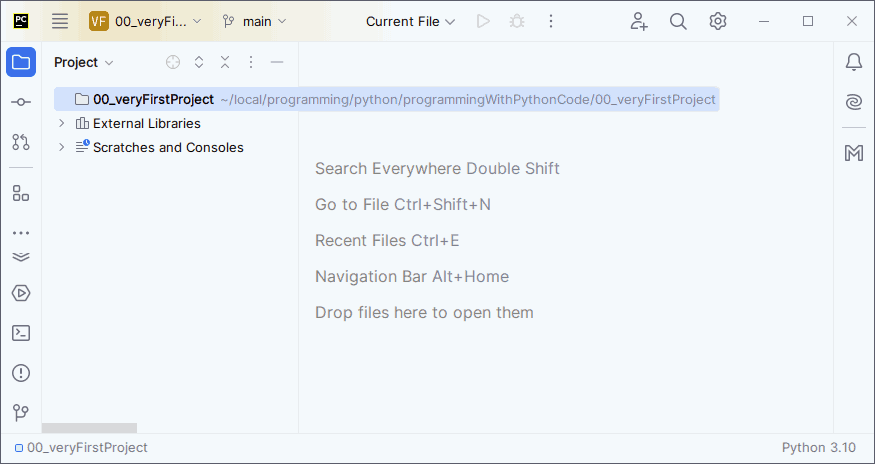 PC VF 00_veryFi... main Current File
Project
00_veryFirstProject ~/local/programming/python/programmingWithPythonCode/00_veryFirstProject
External Libraries
Scratches and Consoles
Search Everywhere Double Shift
Go to File Ctrl+Shift+N
Recent Files Ctrl+E
Navigation Bar Alt+Home
Drop files here to open them
00_veryFirstProject Python 3.10